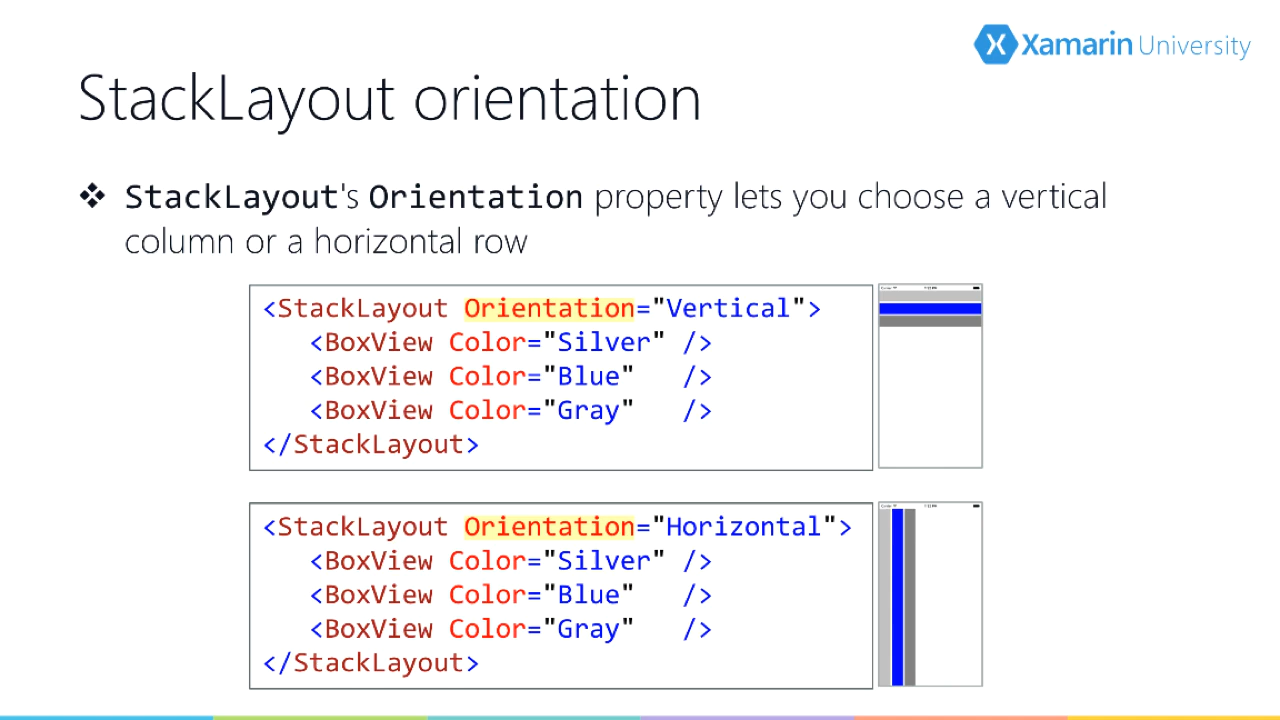 Xamarin University
StackLayout orientation
❖ StackLayout's Orientation property lets you choose a vertical
column or a horizontal row
<StackLayout Orientation="Vertical">
   <BoxView Color="Silver" />
   <BoxView Color="Blue"   />
   <BoxView Color="Gray"   />
</StackLayout>
<StackLayout Orientation="Horizontal">
   <BoxView Color="Silver" />
   <BoxView Color="Blue"   />
   <BoxView Color="Gray"   />
</StackLayout>